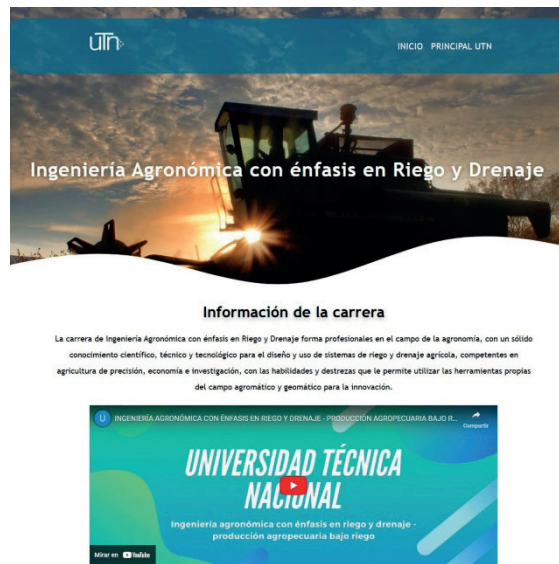 UTN
INICIO PRINCIPAL UTN
Ingeniería Agronómica con énfasis en Riego y Drenaje
Información de la carrera
La carrera de Ingeniería Agronómica con énfasis en Riego y Drenaje forma profesionales en el campo de la agronomía, con un sólido
conocimiento científico, técnico y tecnológico para el diseño y uso de sistemas de riego y drenaje agrícola, competentes en
agricultura de precisión, economía e investigación, con las habilidades y destrezas que le permite utilizar las herramientas propias
del campo agromático y geomático para la innovación.
U INGENIERÍA AGRONÓMICA CON ÉNFASIS EN RIEGO Y DRENAJE - PRODUCCIÓN AGROPECUARIA BAJO R...
Compartir
UNIVERSIDAD TÉCNICA
NACIONAL
Ingeniería agronómica con énfasis en riego y drenaje -
producción agropecuaria bajo riego
Mirar en YouTube